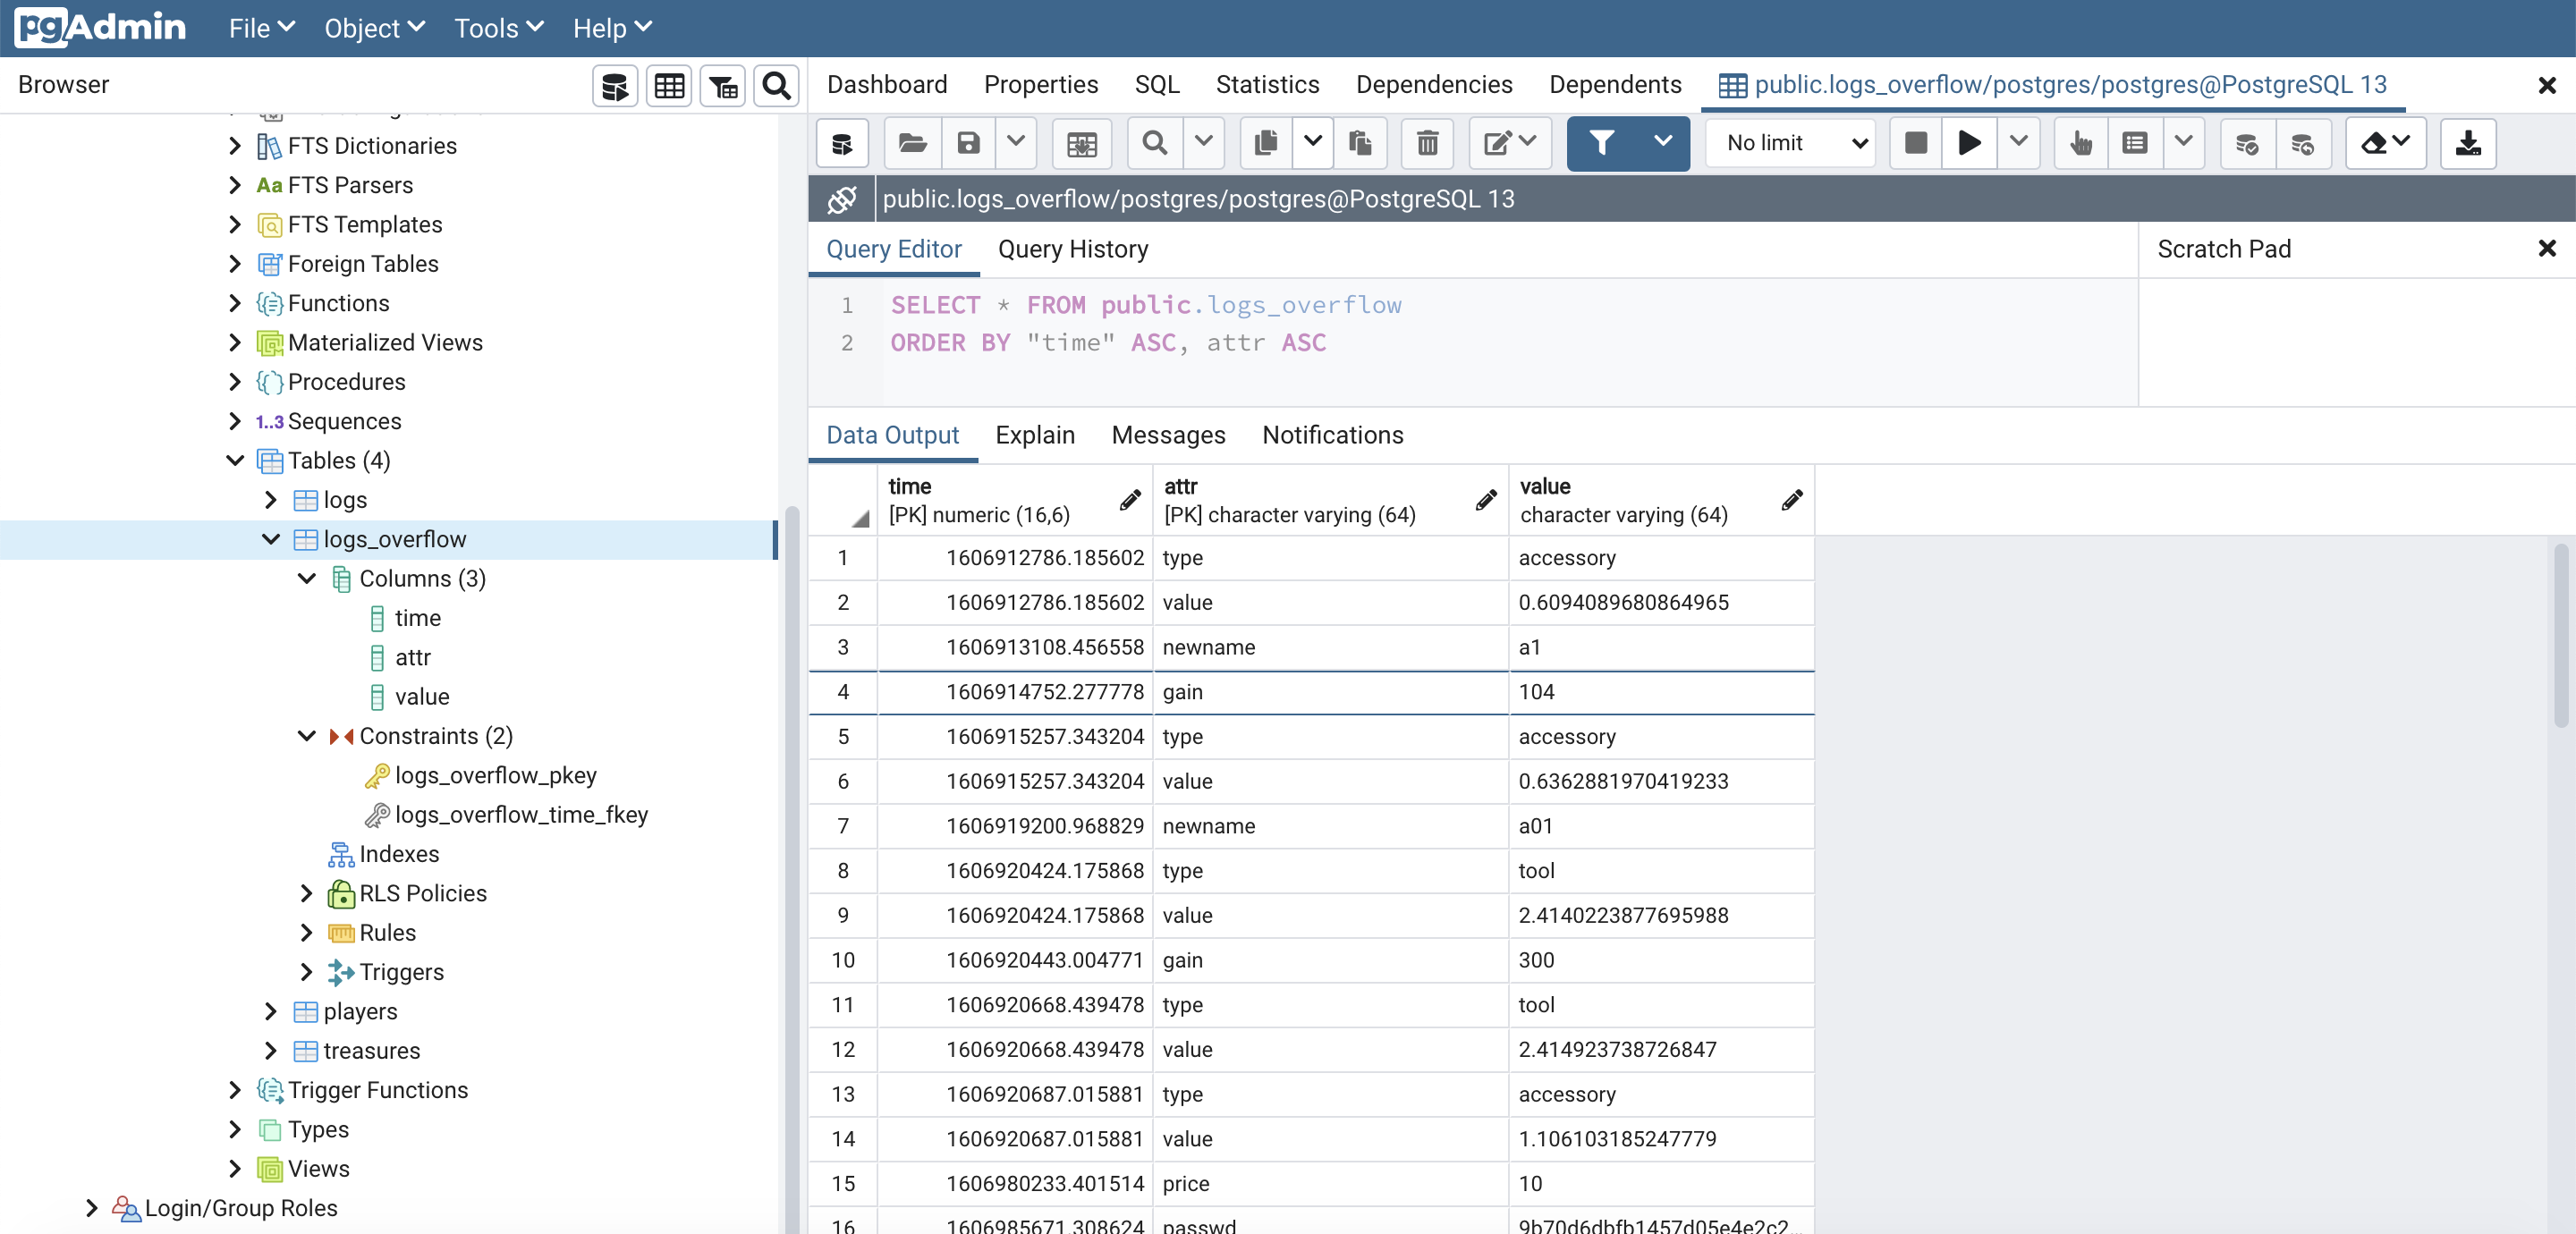 pgAdmin File Object Tools Help
Browser
Dashboard Properties SQL Statistics Dependencies Dependents public.logs_overflow/postgres/postgres@PostgreSQL 13
FTS Dictionaries
Aa FTS Parsers
FTS Templates
Foreign Tables
Functions
Materialized Views
Procedures
1..3 Sequences
Tables (4)
logs
logs_overflow
Columns (3)
time
attr
value
Constraints (2)
logs_overflow_pkey
logs_overflow_time_fkey
Indexes
RLS Policies
Rules
Triggers
players
treasures
Trigger Functions
Types
Views
Login/Group Roles
No limit
public.logs_overflow/postgres/postgres@PostgreSQL 13
Query Editor Query History
Scratch Pad
1 SELECT * FROM public.logs_overflow
2 ORDER BY "time" ASC, attr ASC
Data Output Explain Messages Notifications
time attr value
[PK] numeric (16,6) [PK] character varying (64) character varying (64)
1 1606912786.185602 type accessory
2 1606912786.185602 value 0.6094089680864965
3 1606913108.456558 newname a1
4 1606914752.277778 gain 104
5 1606915257.343204 type accessory
6 1606915257.343204 value 0.6362881970419233
7 1606919200.968829 newname a01
8 1606920424.175868 type tool
9 1606920424.175868 value 2.4140223877695988
10 1606920443.004771 gain 300
11 1606920668.439478 type tool
12 1606920668.439478 value 2.414923738726847
13 1606920687.015881 type accessory
14 1606920687.015881 value 1.106103185247779
15 1606980233.401514 price 10
16 1606985671.308624 passwd 9b70d6dbfb1457d05e4e2c2...